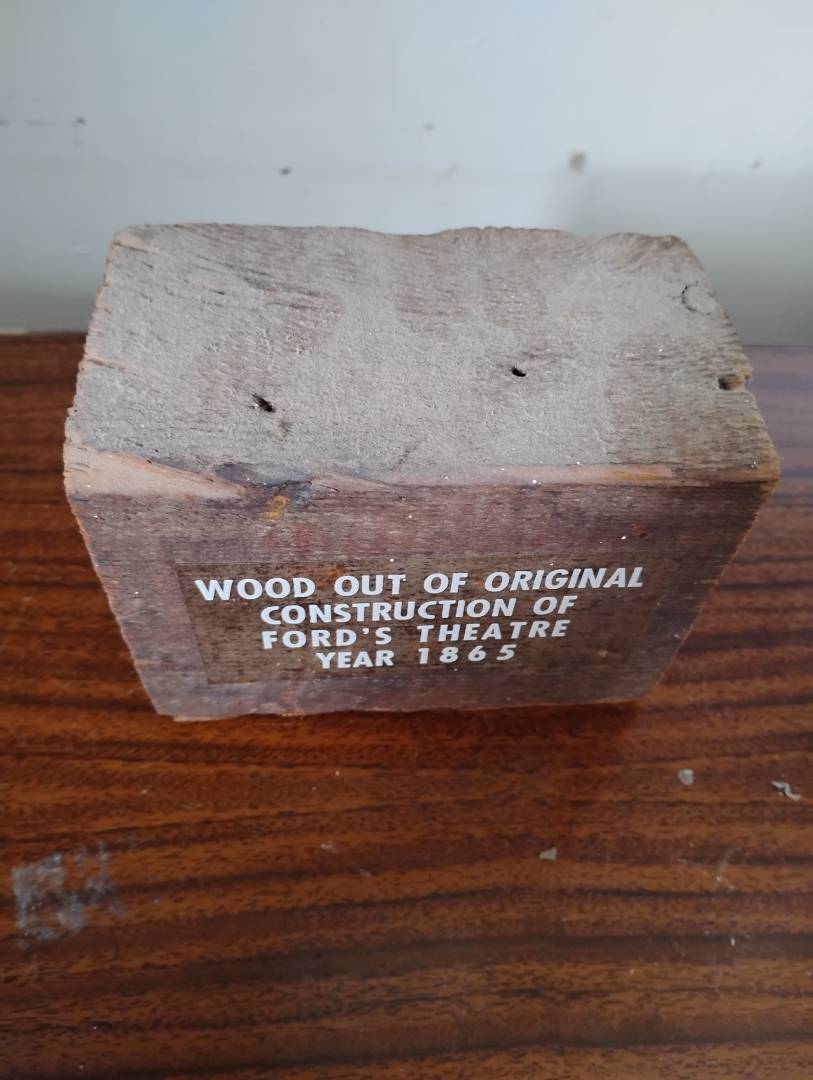 WOOD OUT OF ORIGINAL
CONSTRUCTION OF
FORD'S THEATRE
YEAR 1865